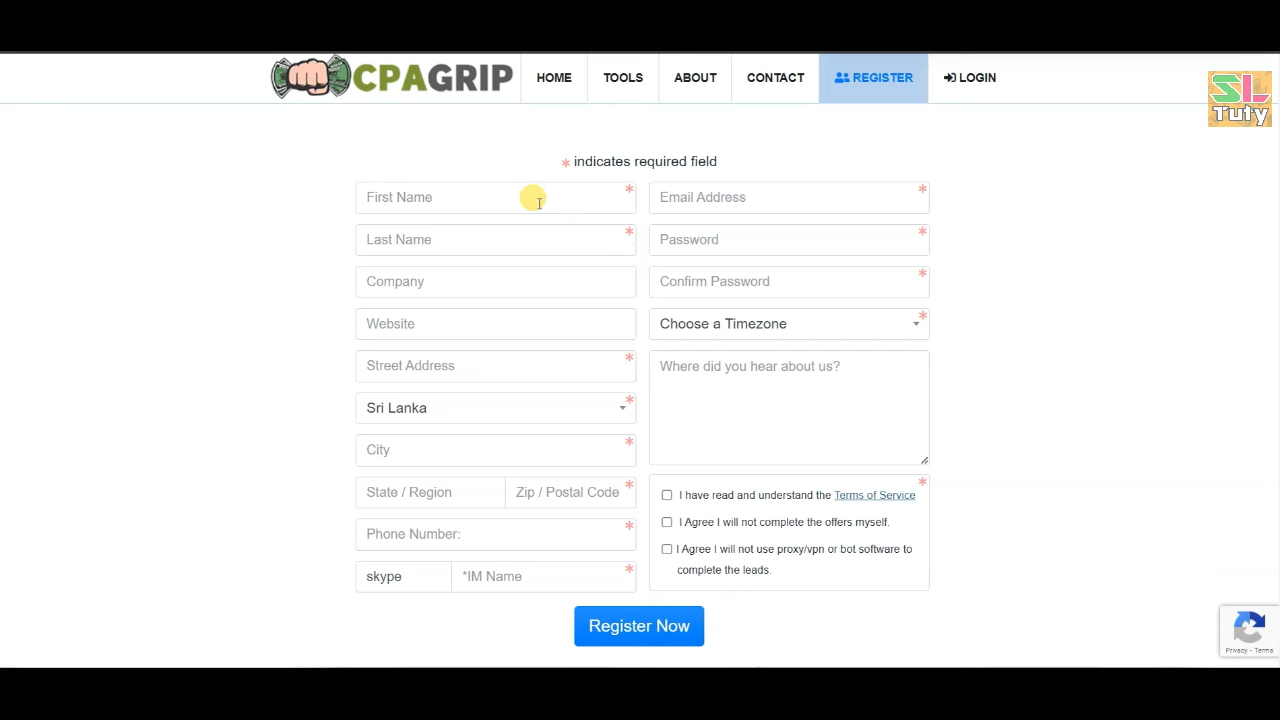 CPAGRIP
HOME
TOOLS
ABOUT
CONTACT
REGISTER
LOGIN
SL
Tuty
* indicates required field
First Name *
Email Address *
Last Name *
Password *
Company
Confirm Password *
Website
Choose a Timezone *
Street Address *
Where did you hear about us?
Sri Lanka *
City *
State / Region
Zip / Postal Code *
I have read and understand the Terms of Service *
Phone Number: *
I Agree I will not complete the offers myself.
I Agree I will not use proxy/vpn or bot software to
complete the leads.
skype
*IM Name *
Register Now
Privacy - Terms